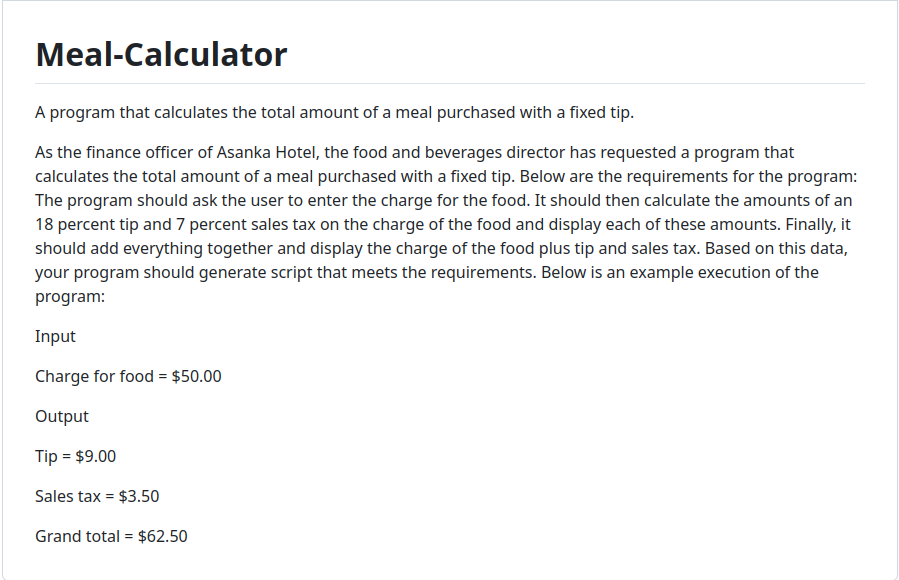 Meal-Calculator
A program that calculates the total amount of a meal purchased with a fixed tip.
As the finance officer of Asanka Hotel, the food and beverages director has requested a program that
calculates the total amount of a meal purchased with a fixed tip. Below are the requirements for the program:
The program should ask the user to enter the charge for the food. It should then calculate the amounts of an
18 percent tip and 7 percent sales tax on the charge of the food and display each of these amounts. Finally, it
should add everything together and display the charge of the food plus tip and sales tax. Based on this data,
your program should generate script that meets the requirements. Below is an example execution of the
program:
Input
Charge for food = $50.00
Output
Tip = $9.00
Sales tax = $3.50
Grand total = $62.50